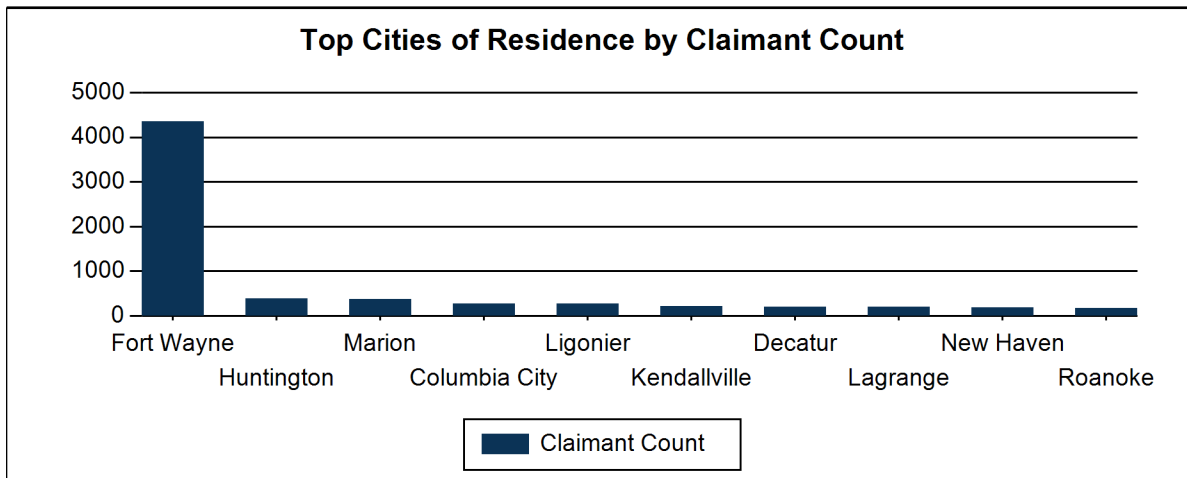 Top Cities of Residence by Claimant Count
5000
4000
3000
2000
1000
0
Fort Wayne Marion Ligonier Decatur New Haven
Huntington Columbia City Kendallville Lagrange Roanoke
Claimant Count